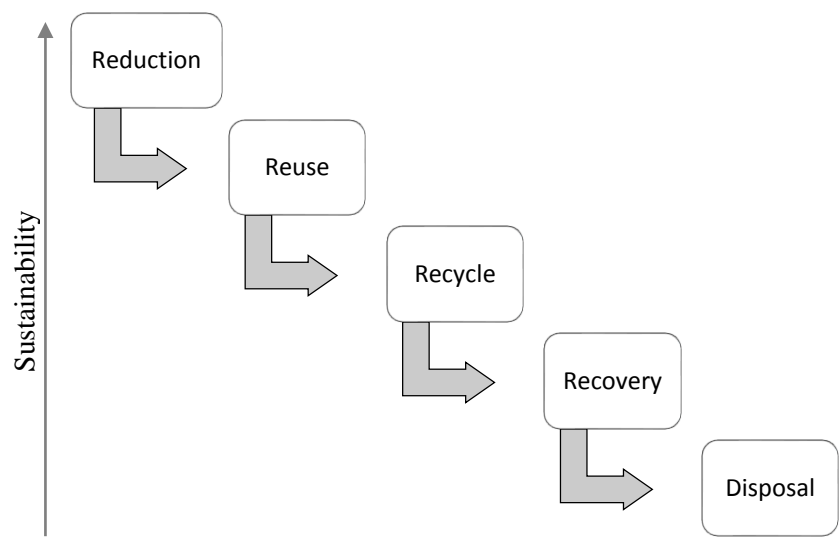 Reduction
Reuse
Recycle
Recovery
Disposal
Sustainability